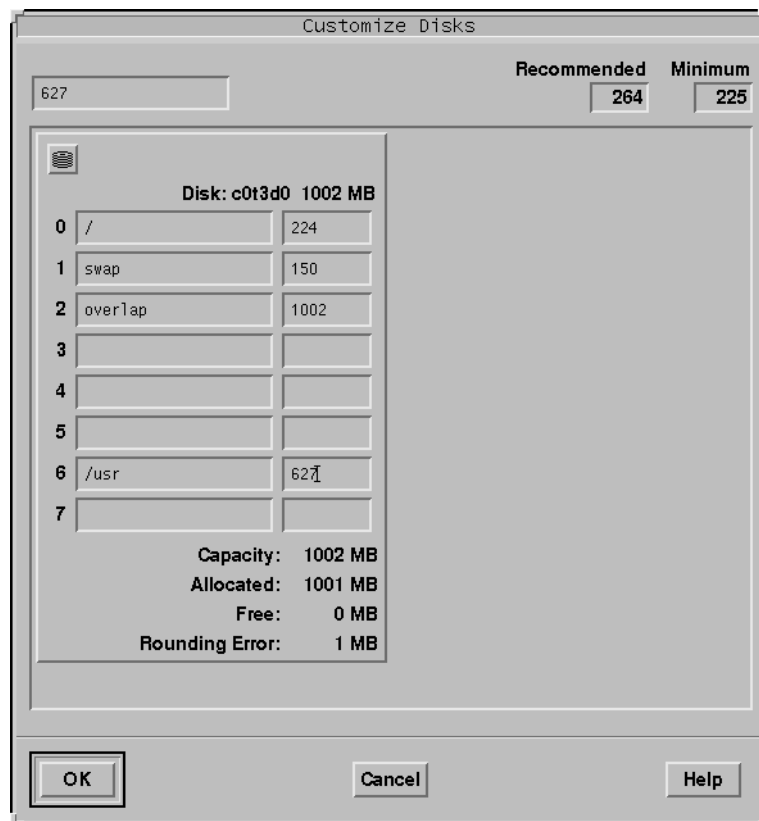 Customize Disks
Recommended Minimum
627 264 225
Disk: c0t3d0 1002 MB
0 / 224
1 swap 150
2 overlap 1002
3
4
5
6 /usr 627
7
Capacity: 1002 MB
Allocated: 1001 MB
Free: 0 MB
Rounding Error: 1 MB
OK Cancel Help